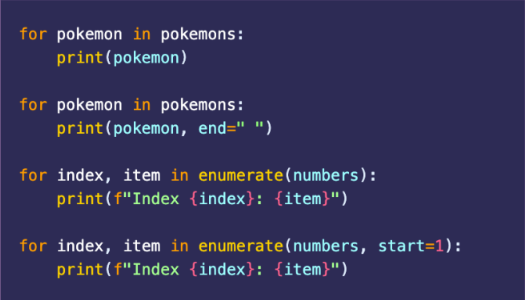 for pokemon in pokemons:
    print(pokemon)

for pokemon in pokemons:
    print(pokemon, end=" ")

for index, item in enumerate(numbers):
    print(f"Index {index}: {item}")

for index, item in enumerate(numbers, start=1):
    print(f"Index {index}: {item}")